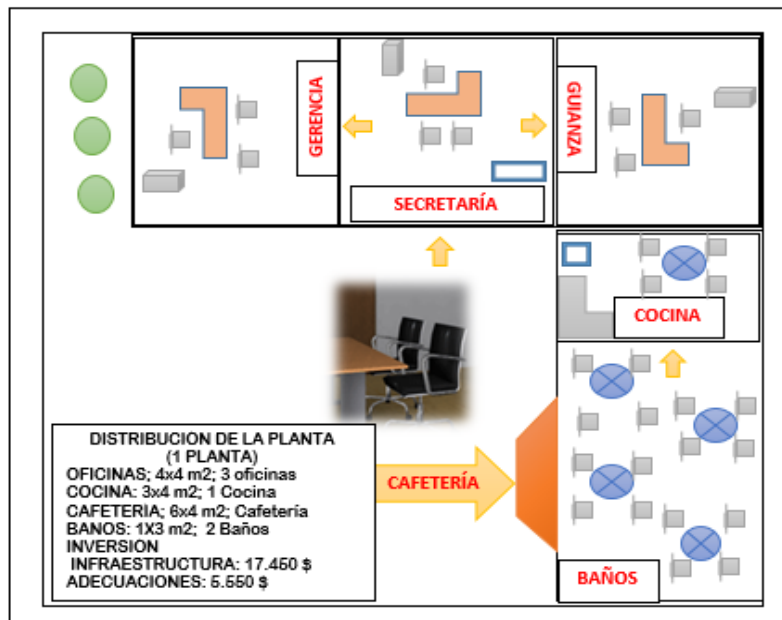 GERENCIA
SECRETARÍA
GUIANZA
COCINA
DISTRIBUCION DE LA PLANTA
(1 PLANTA)
OFICINAS; 4x4 m2; 3 oficinas
COCINA: 3x4 m2; 1 Cocina
CAFETERIA; 6x4 m2; Cafetería
BANOS: 1X3 m2; 2 Baños
INVERSION
INFRAESTRUCTURA: 17.450 $
ADECUACIONES: 5.550 $
CAFETERÍA
BAÑOS